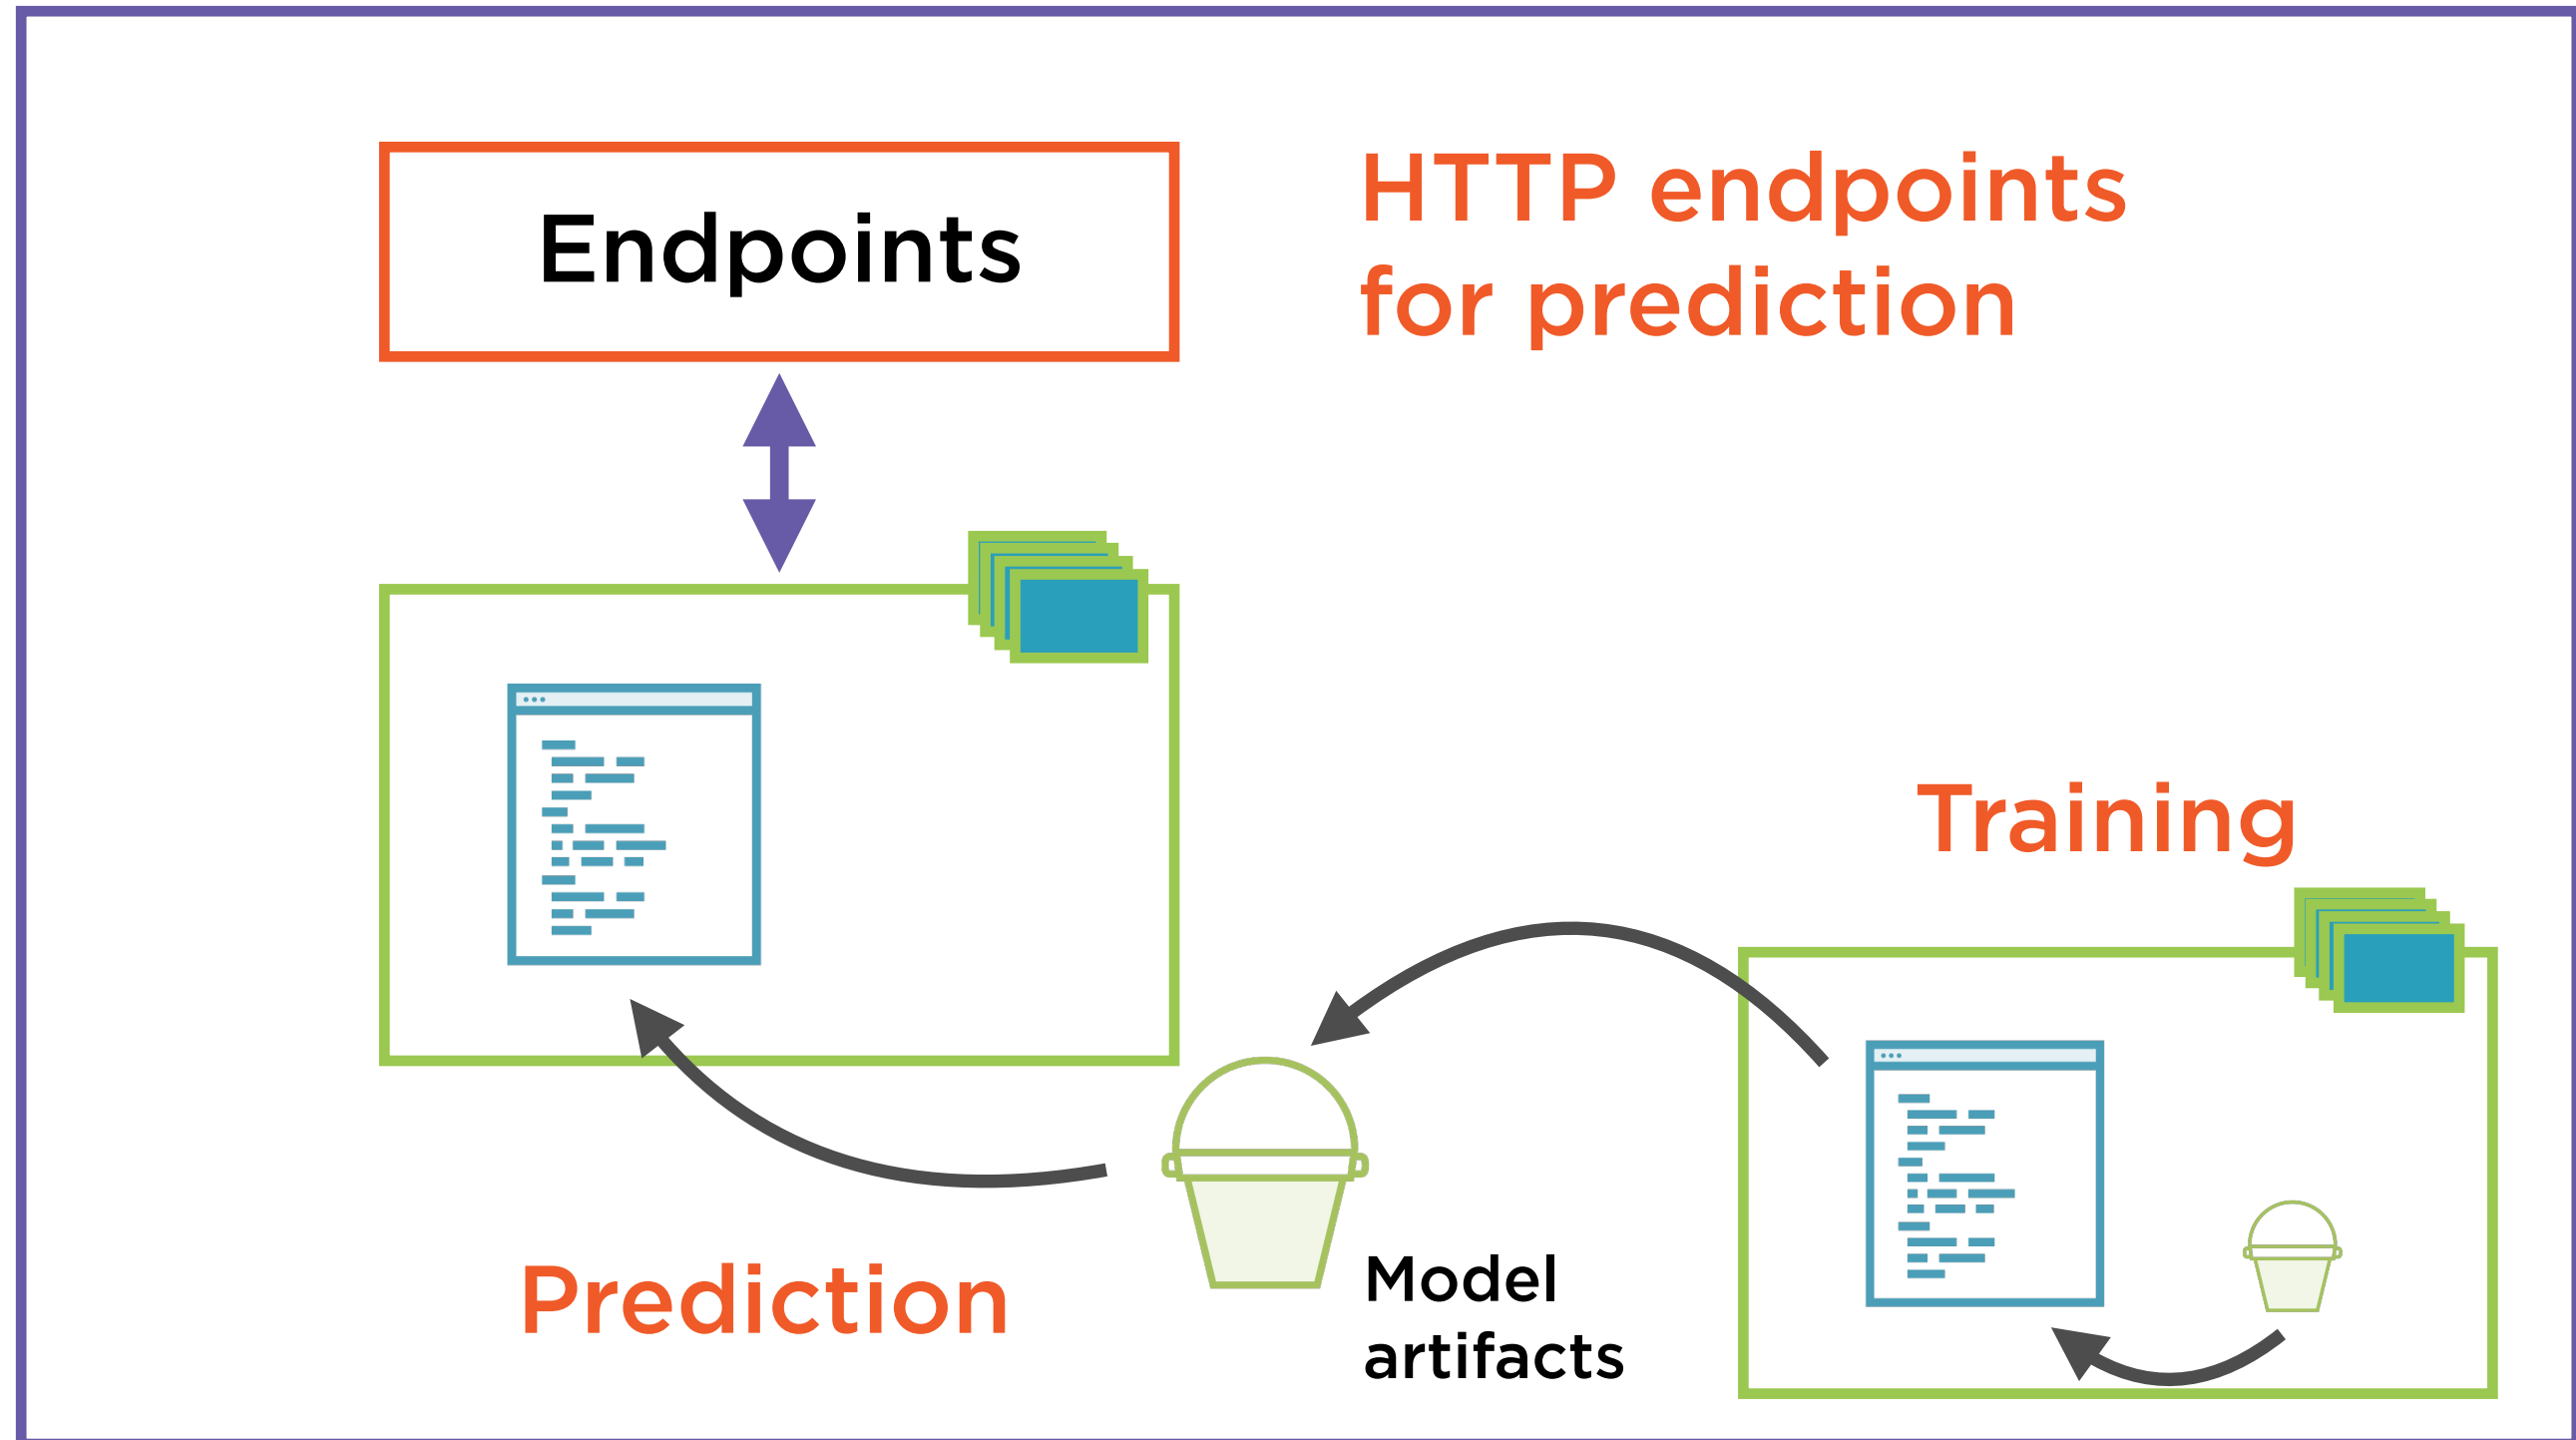 Endpoints
HTTP endpoints
for prediction
Training
Prediction
Model
artifacts